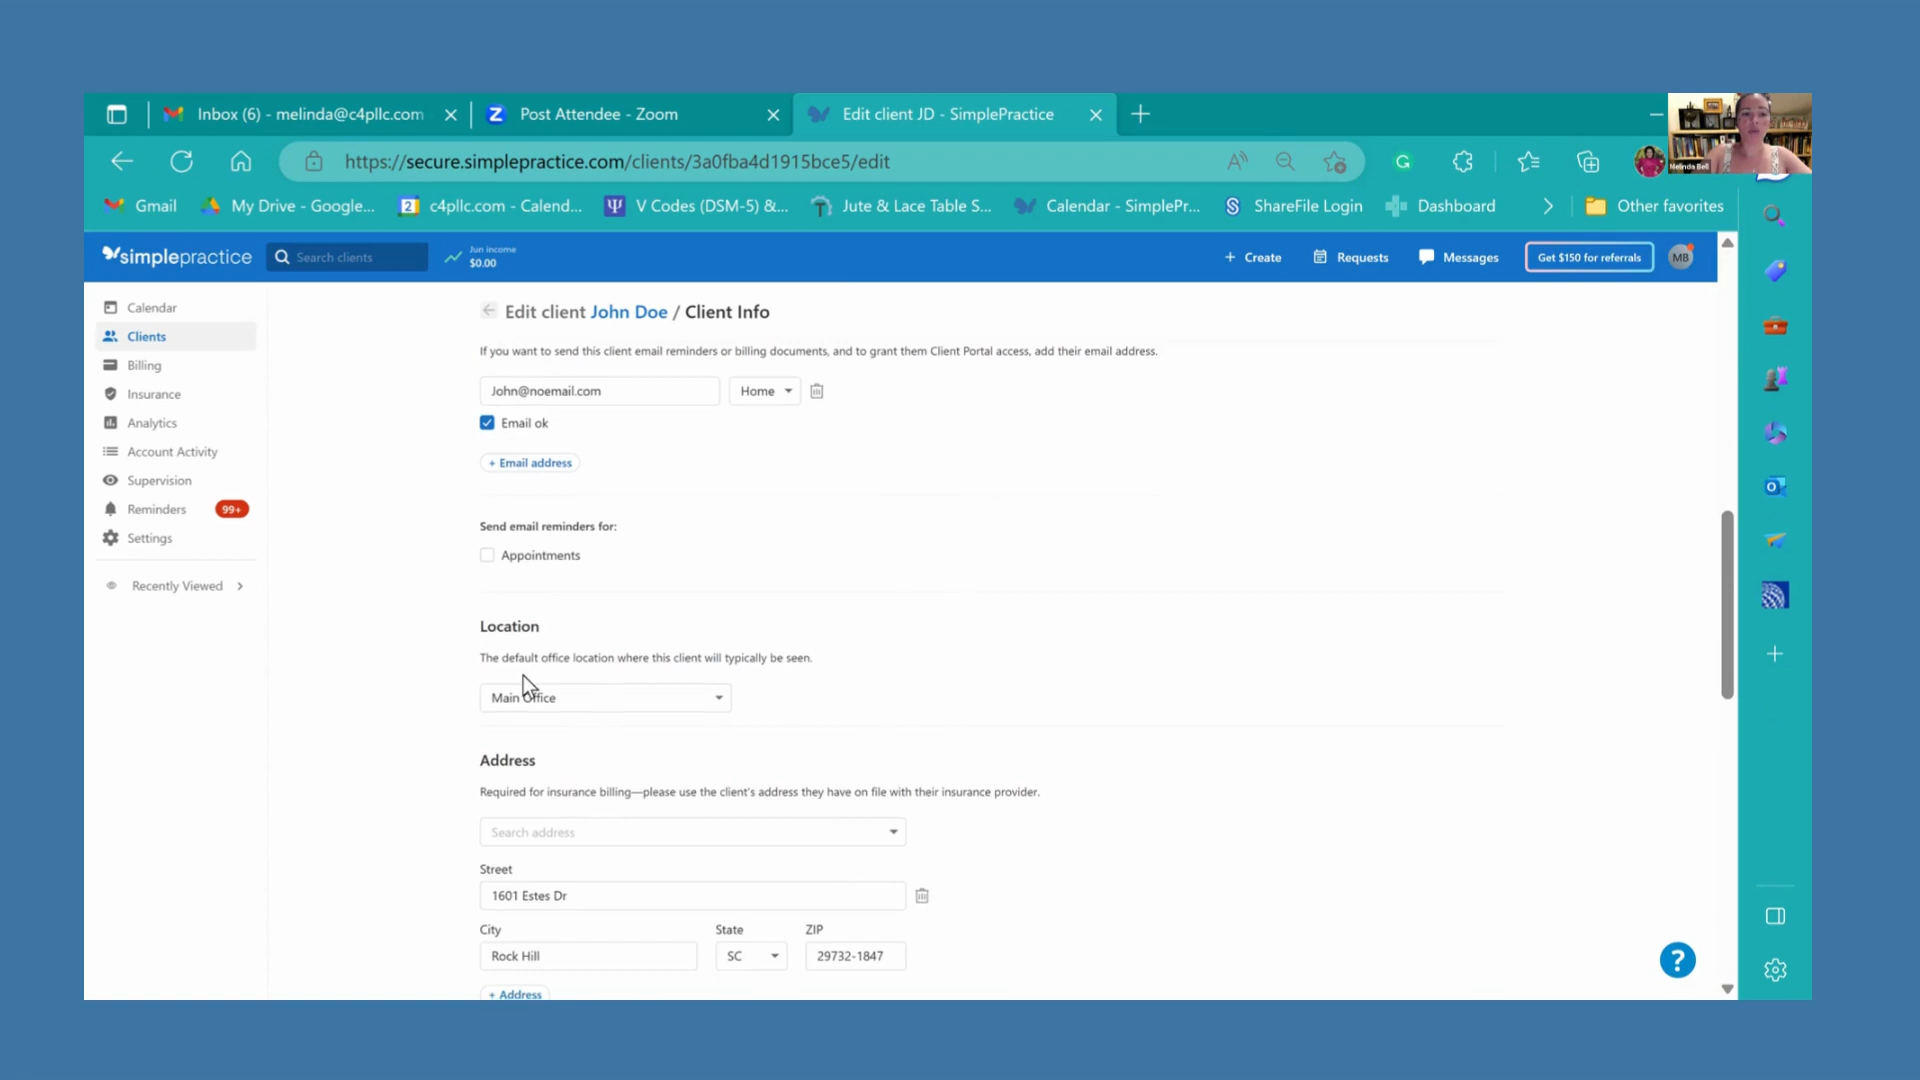 Inbox (6) - melinda@c4pllc.com
Post Attendee - Zoom
Edit client JD - SimplePractice
https://secure.simplepractice.com/clients/3a0fba4d1915bce5/edit
Melinda Bell
Gmail
My Drive - Google...
2 c4pllc.com - Calend...
V Codes (DSM-5) &...
Jute & Lace Table S...
Calendar - SimplePr...
ShareFile Login
Dashboard
Other favorites
simplepractice
Search clients
Jun income
$0.00
+ Create
Requests
Messages
Get $150 for referrals
MB
Calendar
Clients
Billing
Insurance
Analytics
Account Activity
Supervision
Reminders 99+
Settings
Recently Viewed
Edit client John Doe / Client Info
If you want to send this client email reminders or billing documents, and to grant them Client Portal access, add their email address.
John@noemail.com Home
Email ok
+ Email address
Send email reminders for:
Appointments
Location
The default office location where this client will typically be seen.
Main Office
Address
Required for insurance billing—please use the client's address they have on file with their insurance provider.
Search address
Street
1601 Estes Dr
City State ZIP
Rock Hill SC 29732-1847
+ Address
?